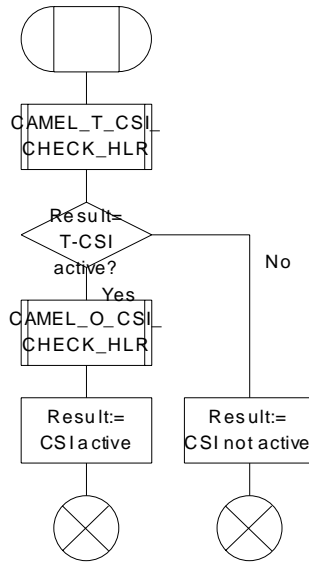 CAMEL_T_CSI_
CHECK_HLR
Result=
T-CSI
active?
No
Yes
CAMEL_O_CSI_
CHECK_HLR
Result:=
CSI active
Result:=
CSI not active